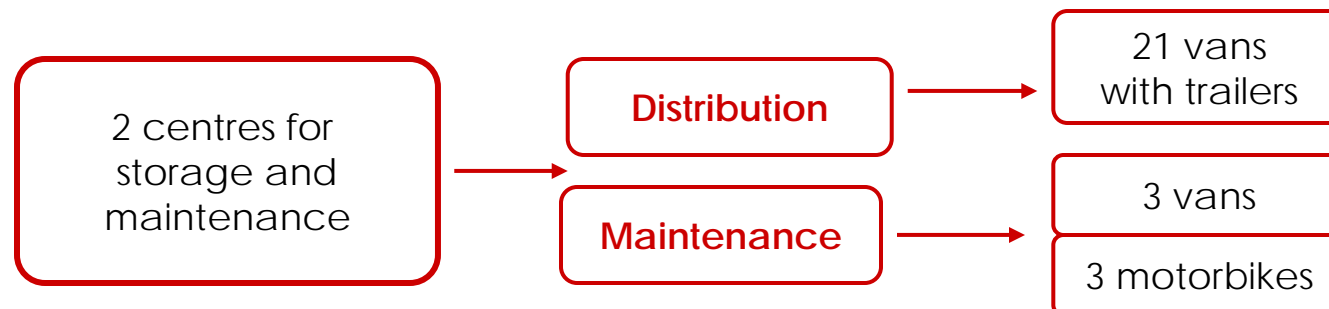 2 centres for
storage and
maintenance
Distribution
21 vans
with trailers
Maintenance
3 vans
3 motorbikes